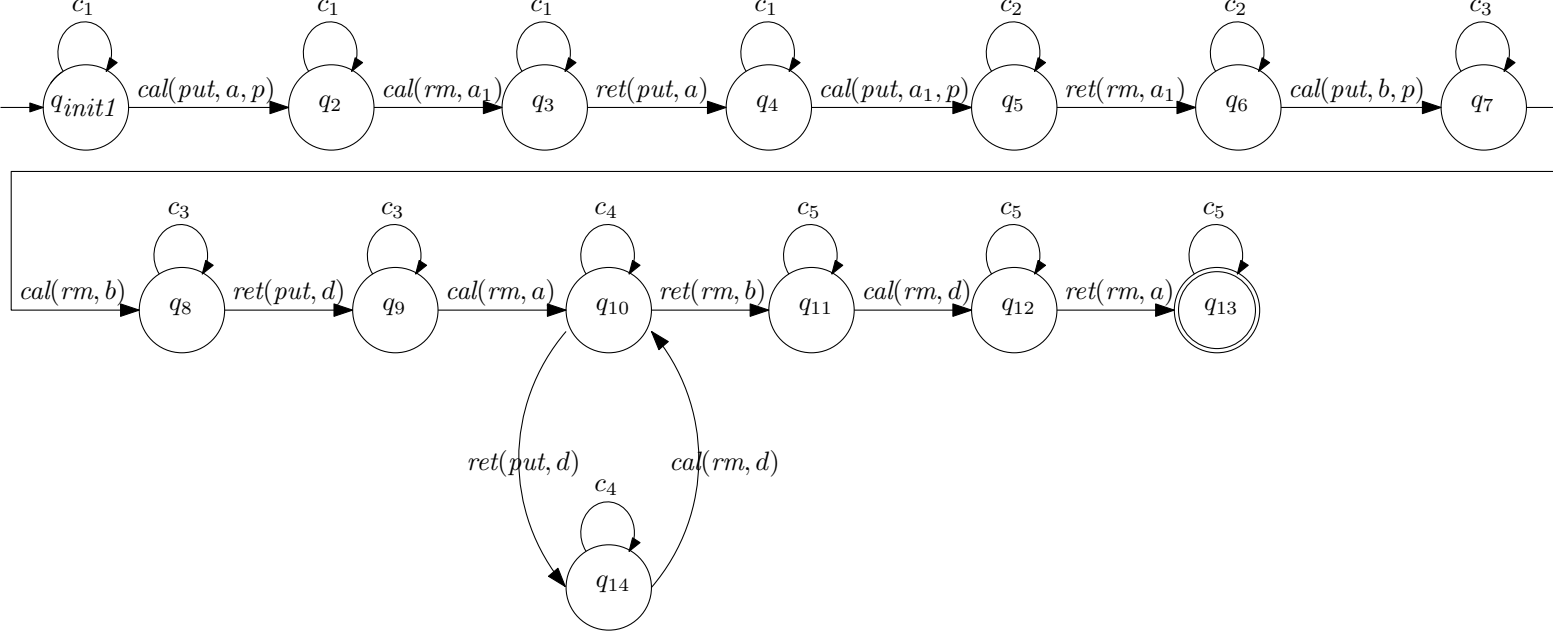 c₁ c₁ c₁ c₁ c₂ c₂ c₃
cal(put, a, p) cal(rm, a₁) ret(put, a) cal(put, a₁, p) ret(rm, a₁) cal(put, b, p)
q_init1 q₂ q₃ q₄ q₅ q₆ q₇
c₃ c₃ c₄ c₅ c₅ c₅
cal(rm, b) ret(put, d) cal(rm, a) ret(rm, b) cal(rm, d) ret(rm, a)
q₈ q₉ q₁₀ q₁₁ q₁₂ q₁₃
ret(put, d) cal(rm, d)
c₄
q₁₄